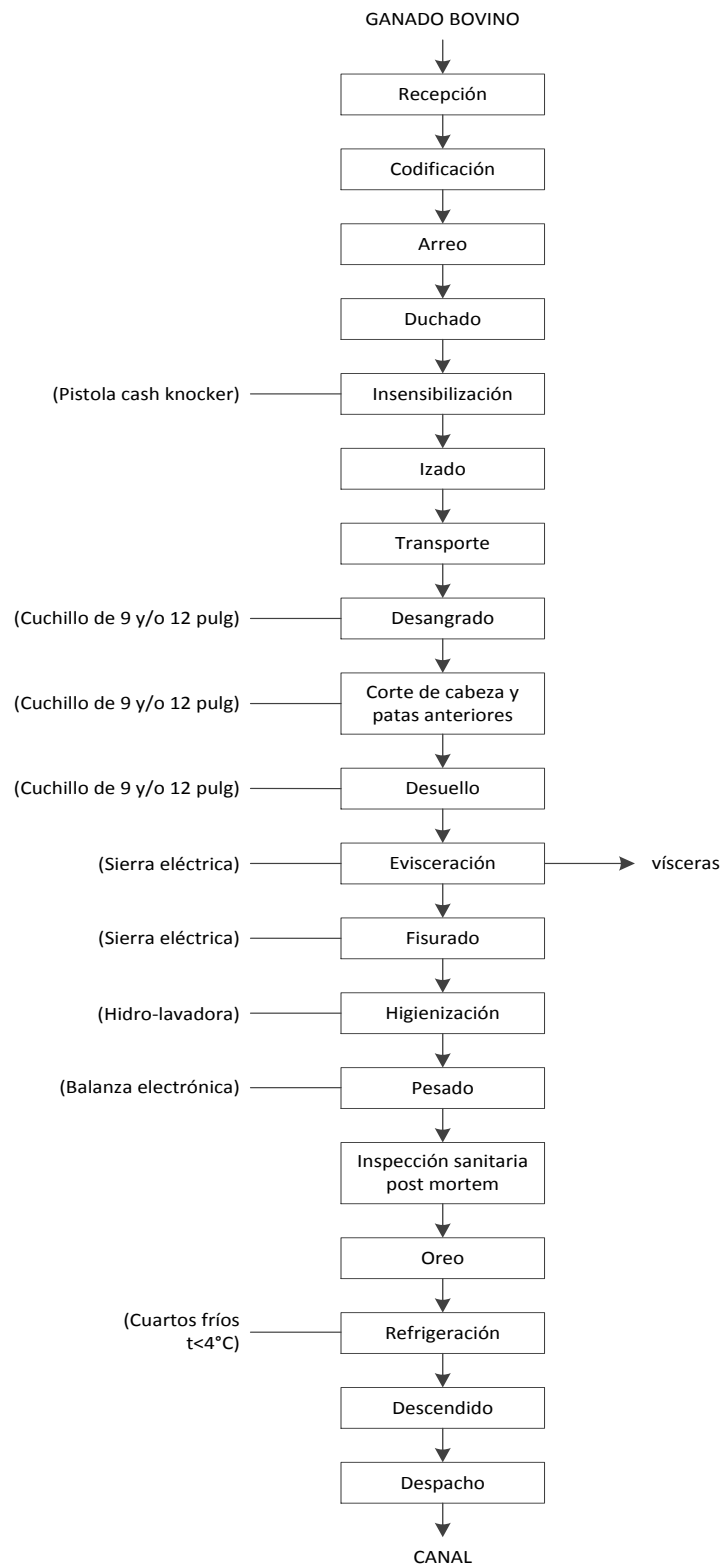 GANADO BOVINO
Recepción
Codificación
Arreo
Duchado
(Pistola cash knocker)
Insensibilización
Izado
Transporte
(Cuchillo de 9 y/o 12 pulg)
Desangrado
(Cuchillo de 9 y/o 12 pulg)
Corte de cabeza y
patas anteriores
(Cuchillo de 9 y/o 12 pulg)
Desuello
(Sierra eléctrica)
Evisceración
vísceras
(Sierra eléctrica)
Fisurado
(Hidro-lavadora)
Higienización
(Balanza electrónica)
Pesado
Inspección sanitaria
post mortem
Oreo
(Cuartos fríos
t<4°C)
Refrigeración
Descendido
Despacho
CANAL